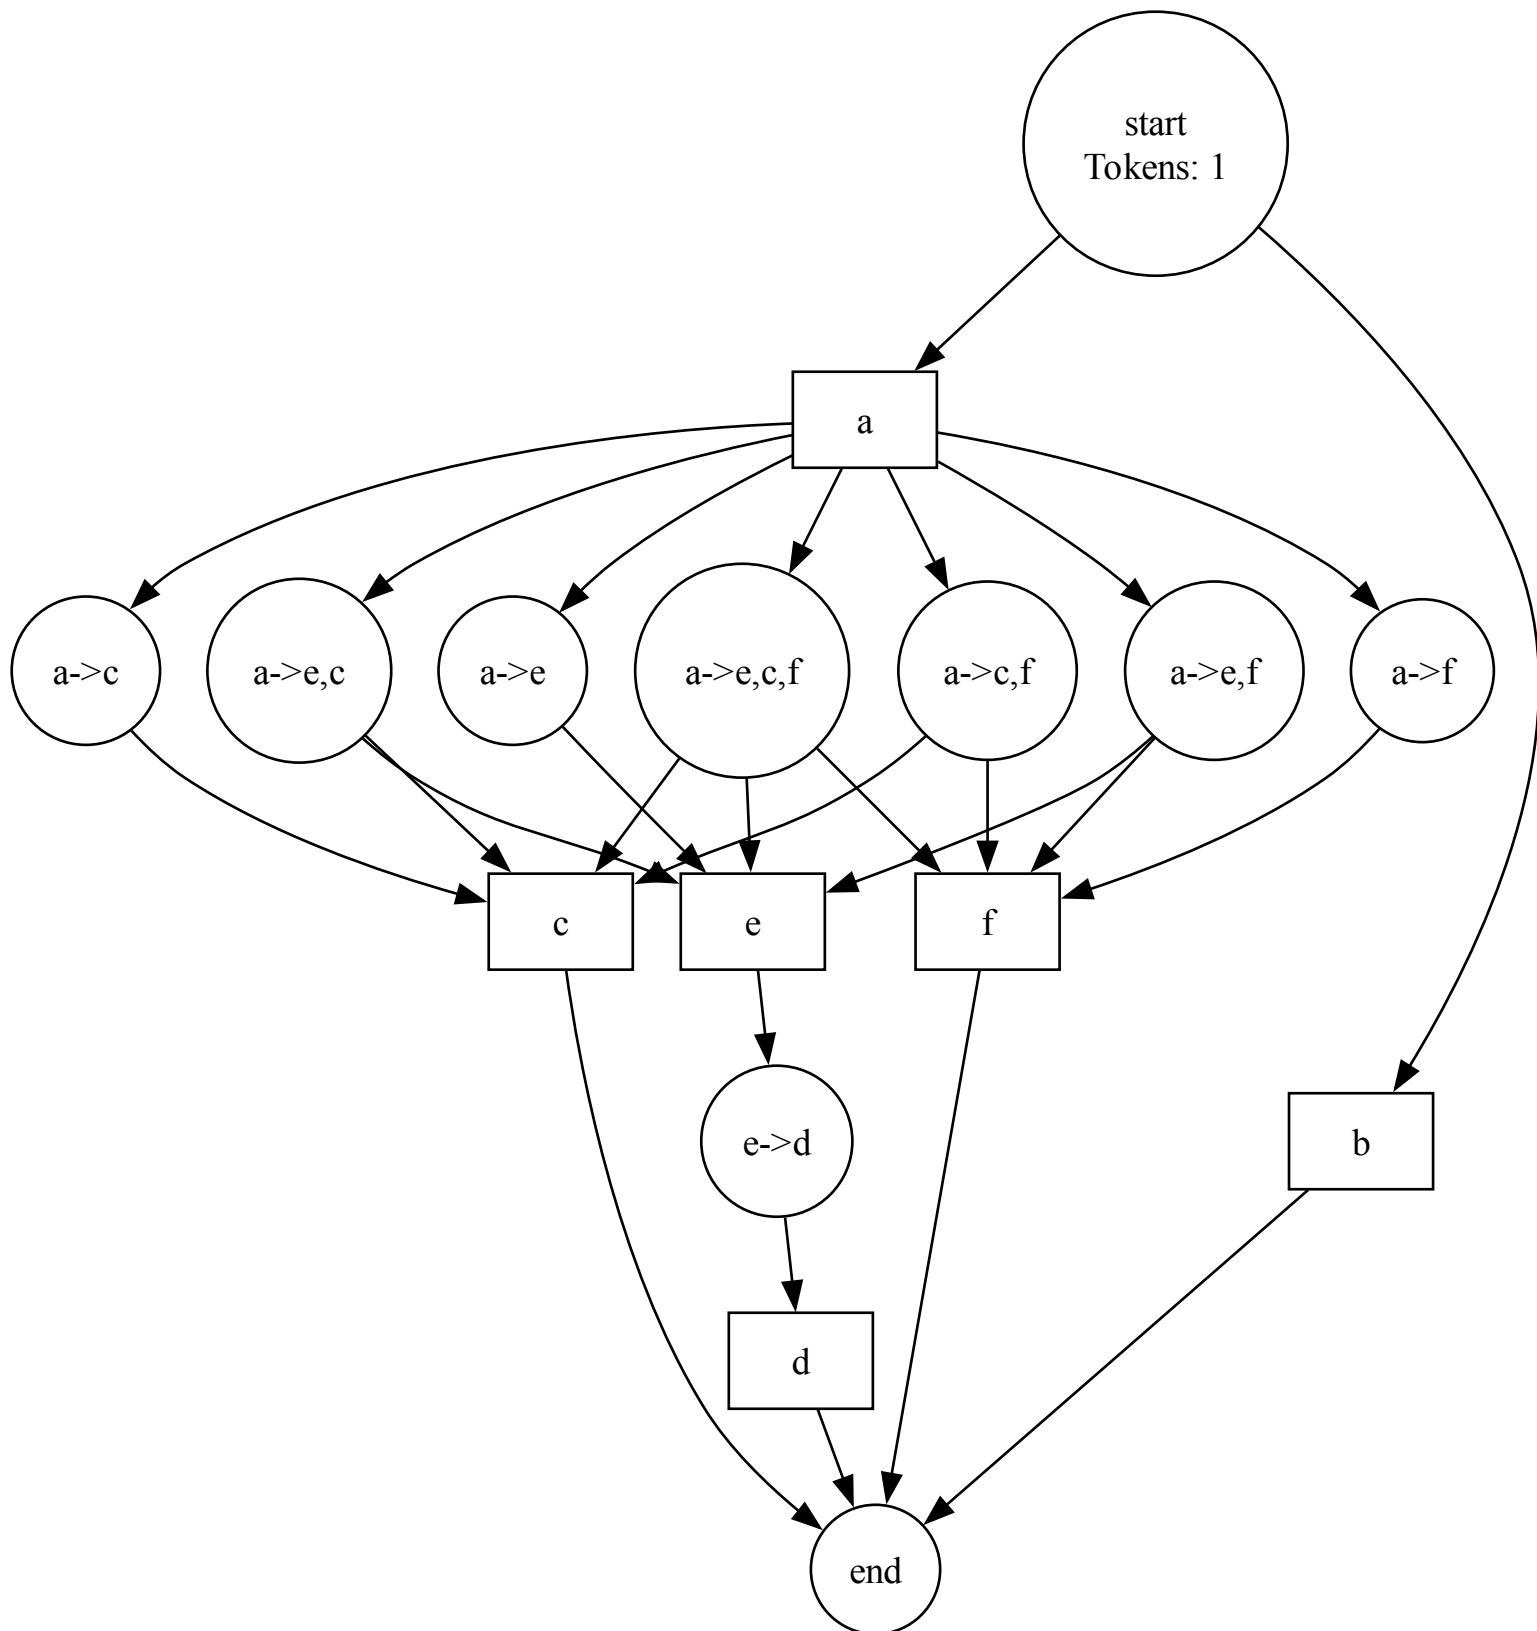 start
Tokens: 1
a
a->c
a->e,c
a->e
a->e,c,f
a->c,f
a->e,f
a->f
c
e
f
e->d
b
d
end